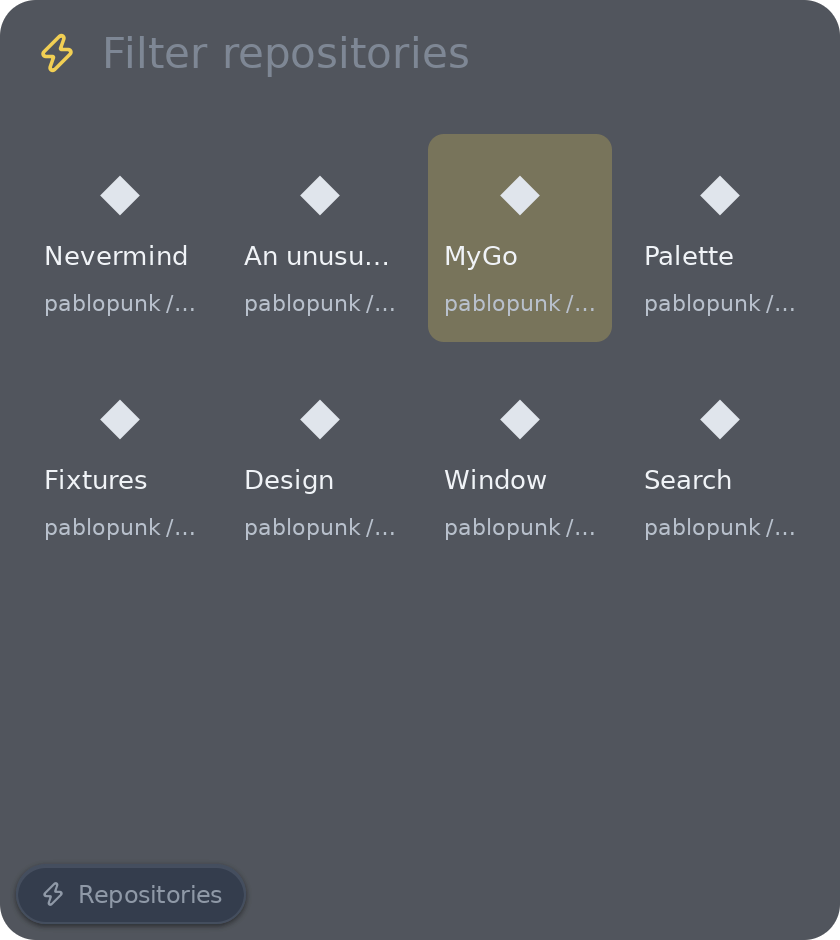 Filter repositories
Nevermind
An unusu...
MyGo
Palette
pablopunk /...
pablopunk /...
pablopunk /...
pablopunk /...
Fixtures
Design
Window
Search
pablopunk /...
pablopunk /...
pablopunk /...
pablopunk /...
Repositories